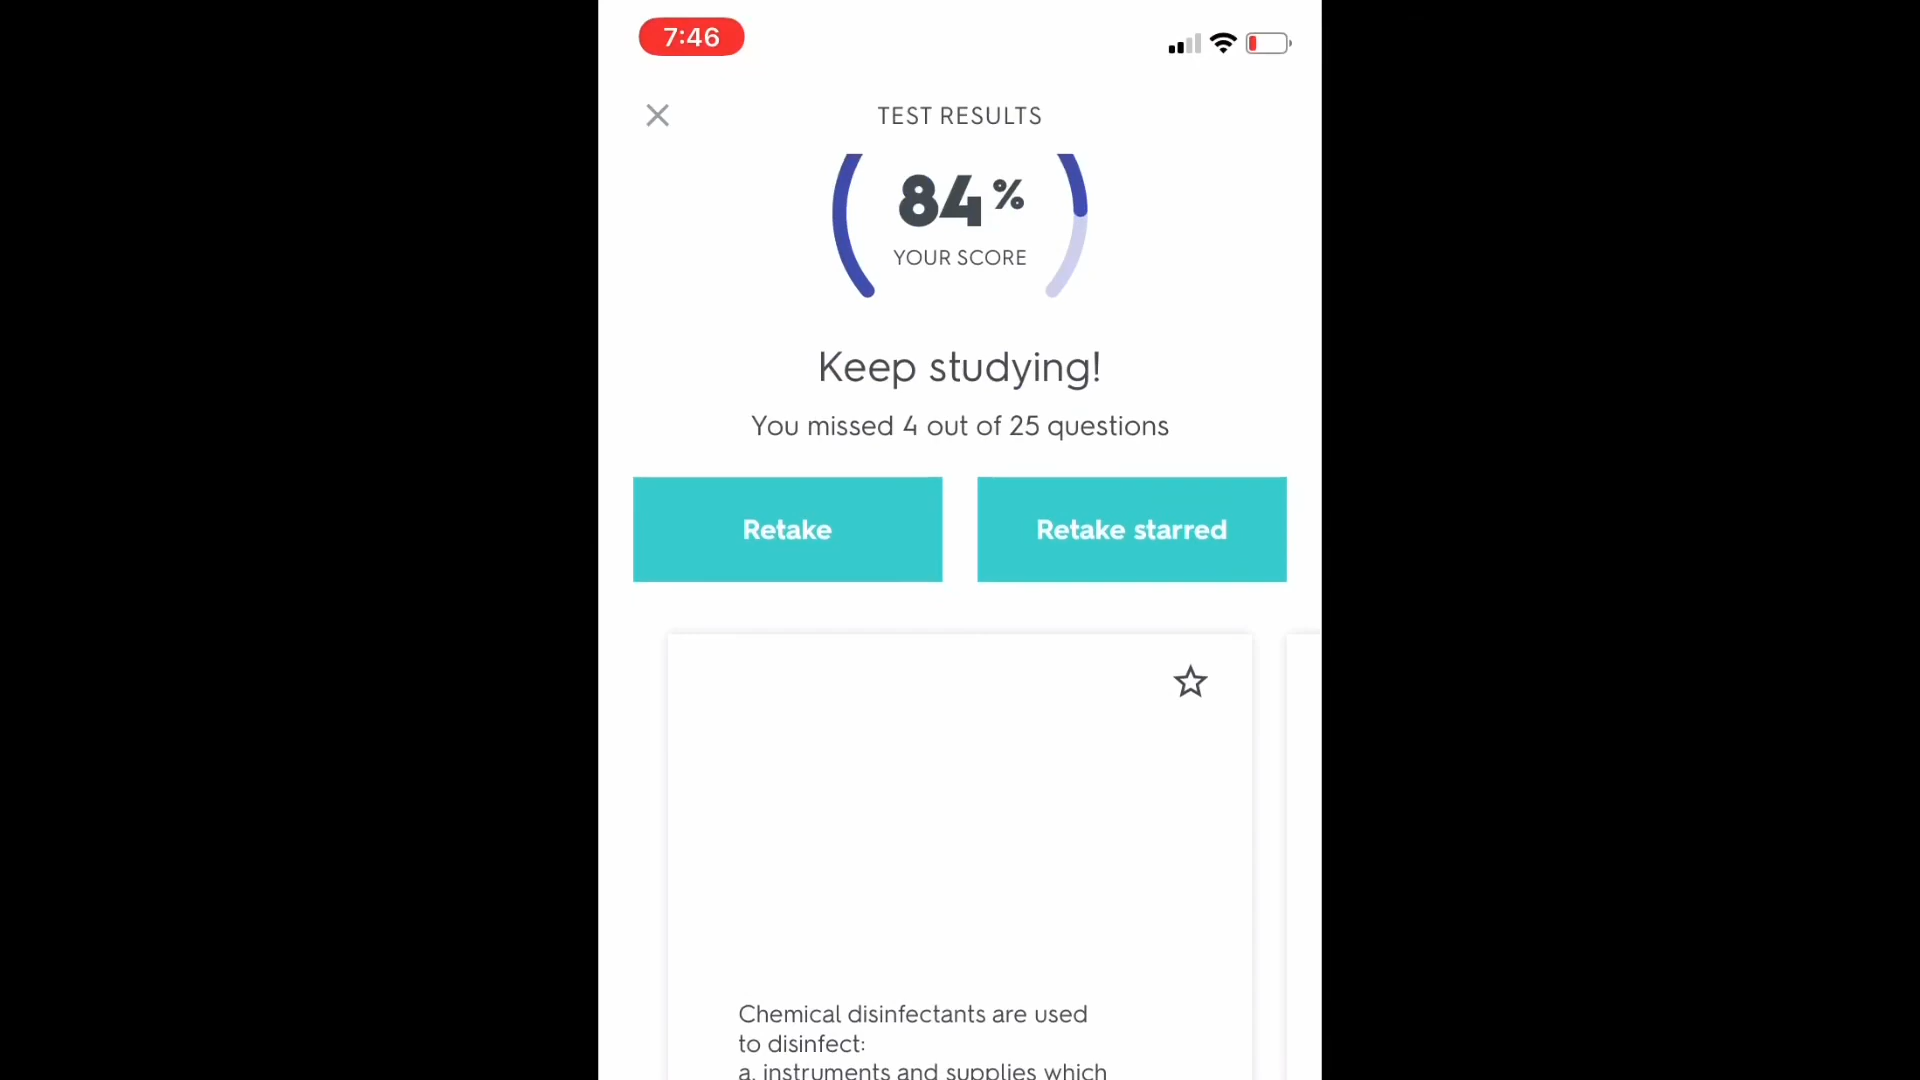 7:46
TEST RESULTS
84%
YOUR SCORE
Keep studying!
You missed 4 out of 25 questions
Retake
Retake starred
Chemical disinfectants are used
to disinfect:
a. instruments and supplies which